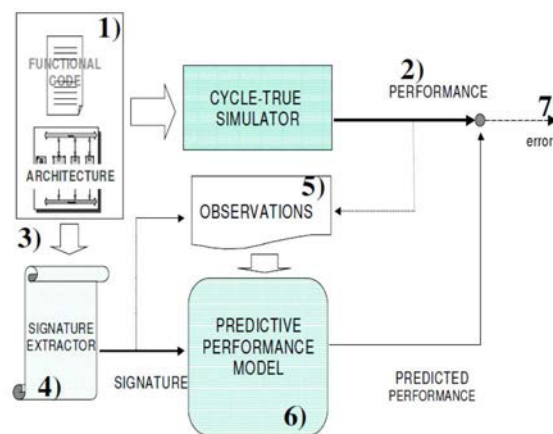 1)
FUNCTIONAL
CODE
ARCHITECTURE
CYCLE-TRUE
SIMULATOR
2)
PERFORMANCE
7
error
3)
5)
OBSERVATIONS
SIGNATURE
EXTRACTOR
4)
SIGNATURE
PREDICTIVE
PERFORMANCE
MODEL
6)
PREDICTED
PERFORMANCE